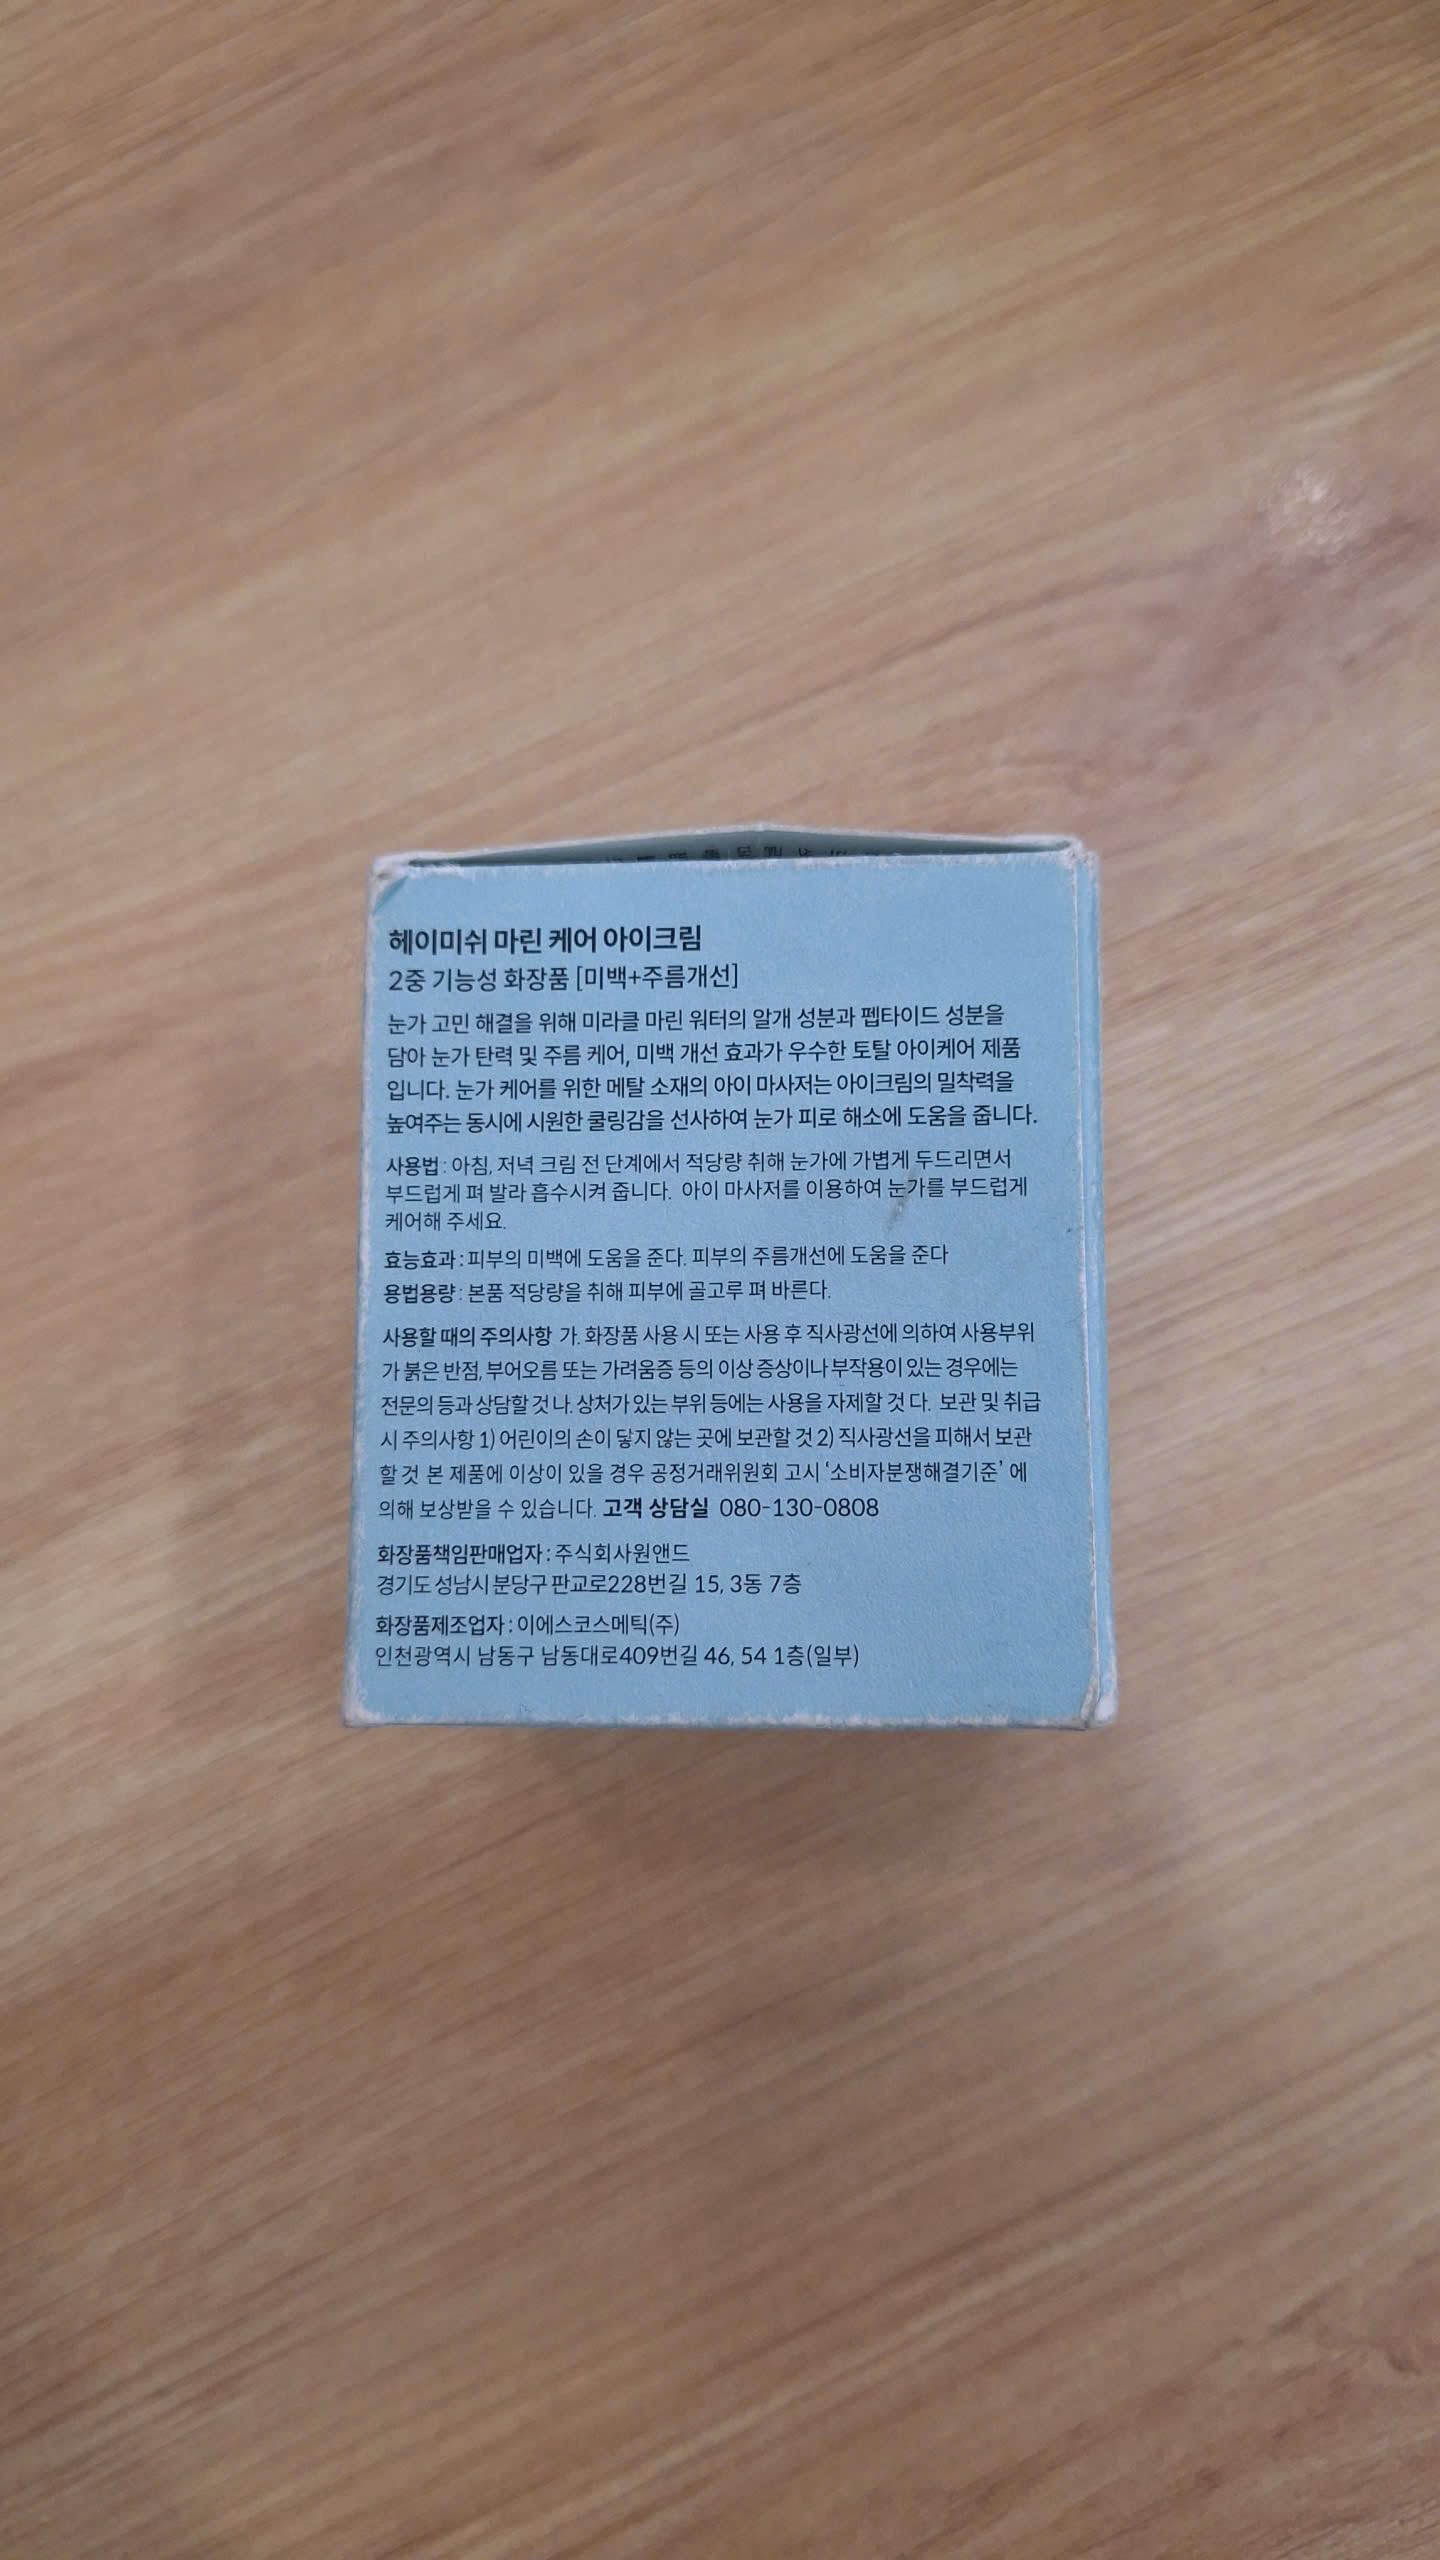 헤이미쉬 마린 케어 아이크림
2중 기능성 화장품 [미백+주름개선]
눈가 고민 해결을 위해 미라클 마린 워터의 알개 성분과 펩타이드 성분을
담아 눈가 탄력 및 주름 케어, 미백 개선 효과가 우수한 토탈 아이케어 제품
입니다. 눈가 케어를 위한 메탈 소재의 아이 마사저는 아이크림의 밀착력을
높여주는 동시에 시원한 쿨링감을 선사하여 눈가 피로 해소에 도움을 줍니다.
사용법 : 아침, 저녁 크림 전 단계에서 적당량 취해 눈가에 가볍게 두드리면서
부드럽게 펴 발라 흡수시켜 줍니다. 아이 마사저를 이용하여 눈가를 부드럽게
케어해 주세요.
효능효과 : 피부의 미백에 도움을 준다. 피부의 주름개선에 도움을 준다
용법용량 : 본품 적당량을 취해 피부에 골고루 펴 바른다.
사용할 때의 주의사항 가. 화장품 사용 시 또는 사용 후 직사광선에 의하여 사용부위
가 붉은 반점, 부어오름 또는 가려움증 등의 이상 증상이나 부작용이 있는 경우에는
전문의 등과 상담할 것 나. 상처가 있는 부위 등에는 사용을 자제할 것 다. 보관 및 취급
시 주의사항 1) 어린이의 손이 닿지 않는 곳에 보관할 것 2) 직사광선을 피해서 보관
할 것 본 제품에 이상이 있을 경우 공정거래위원회 고시 ‘소비자분쟁해결기준’ 에
의해 보상받을 수 있습니다. 고객 상담실 080-130-0808
화장품책임판매업자 : 주식회사원앤드
경기도 성남시 분당구 판교로228번길 15, 3동 7층
화장품제조업자 : 이에스코스메틱(주)
인천광역시 남동구 남동대로409번길 46, 54 1층(일부)